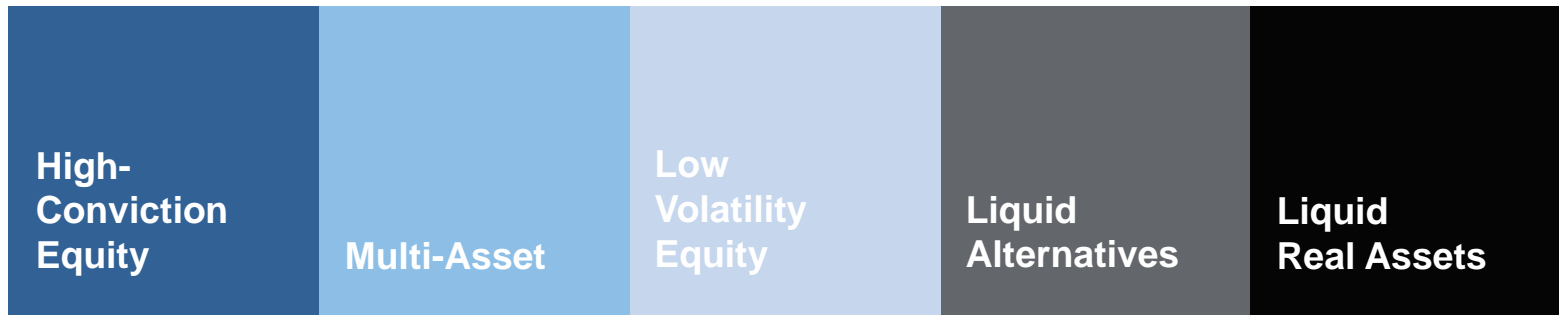 High-
Conviction
Equity
Multi-Asset
Low
Volatility
Equity
Liquid
Alternatives
Liquid
Real Assets